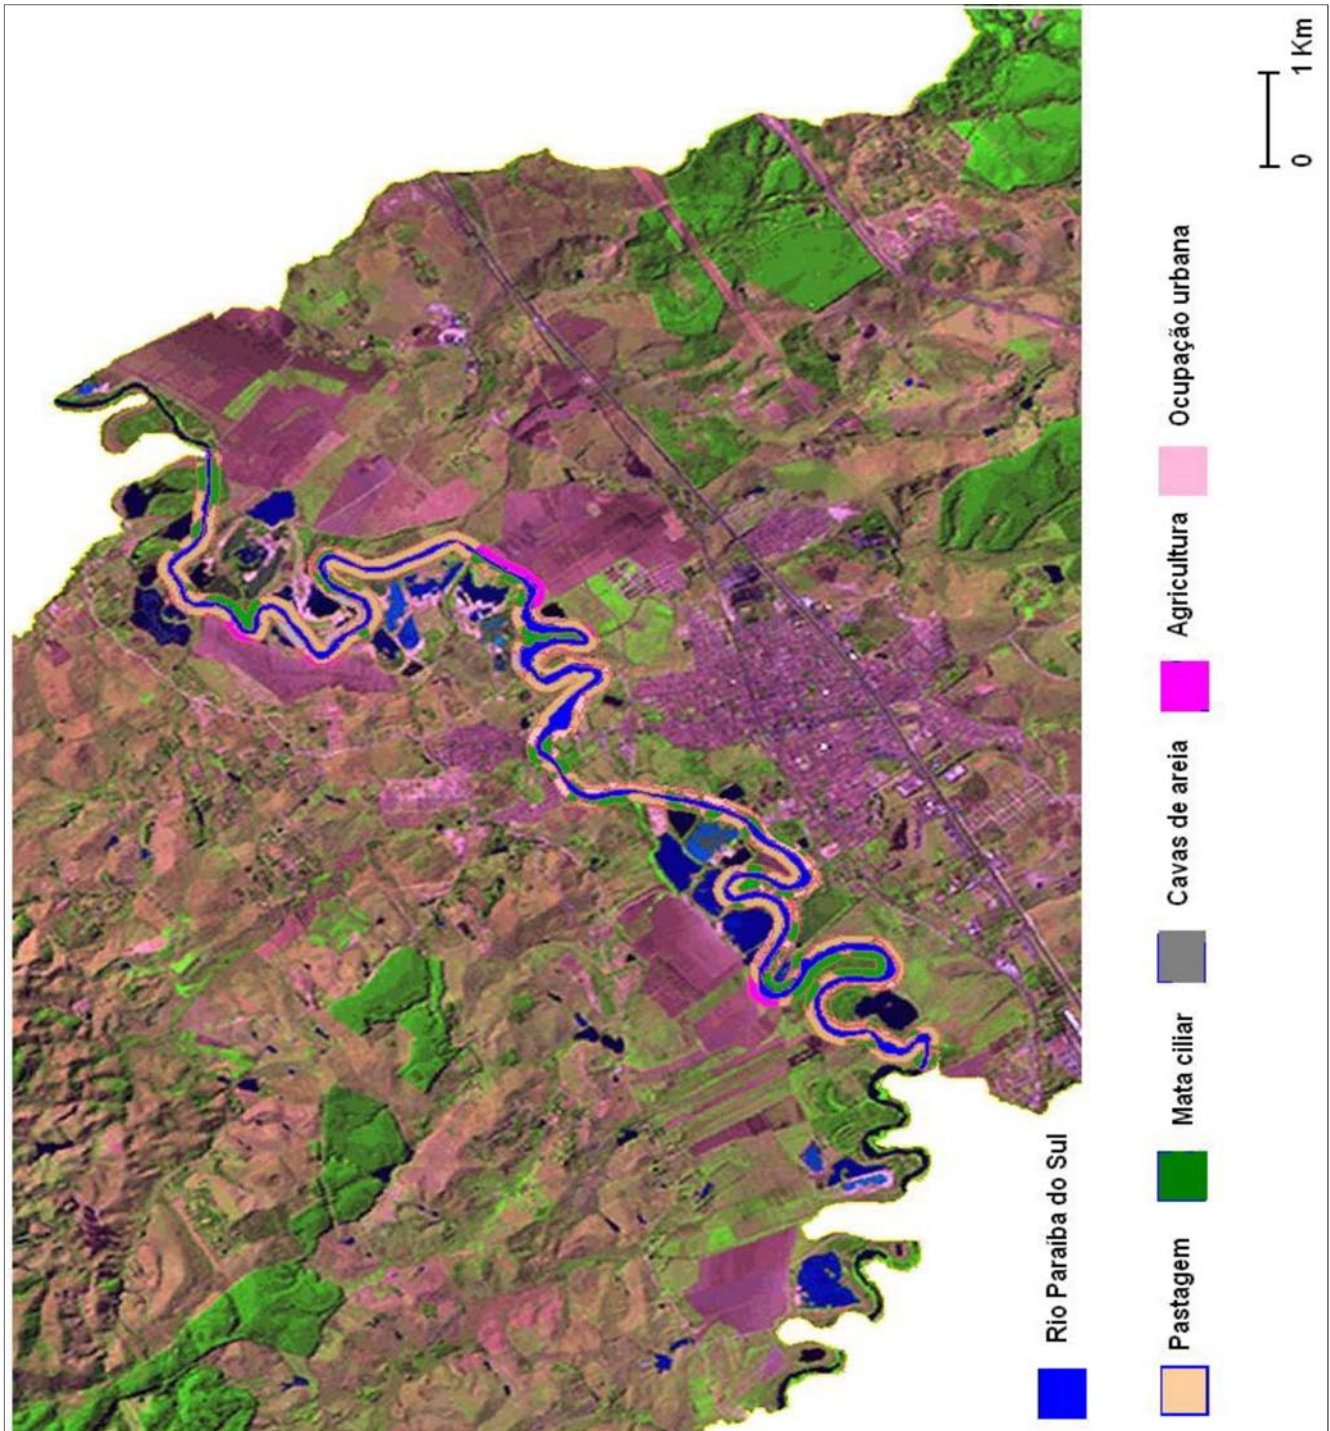 0 1 Km
Rio Paraíba do Sul
Pastagem Mata ciliar Cavas de areia Agricultura Ocupação urbana